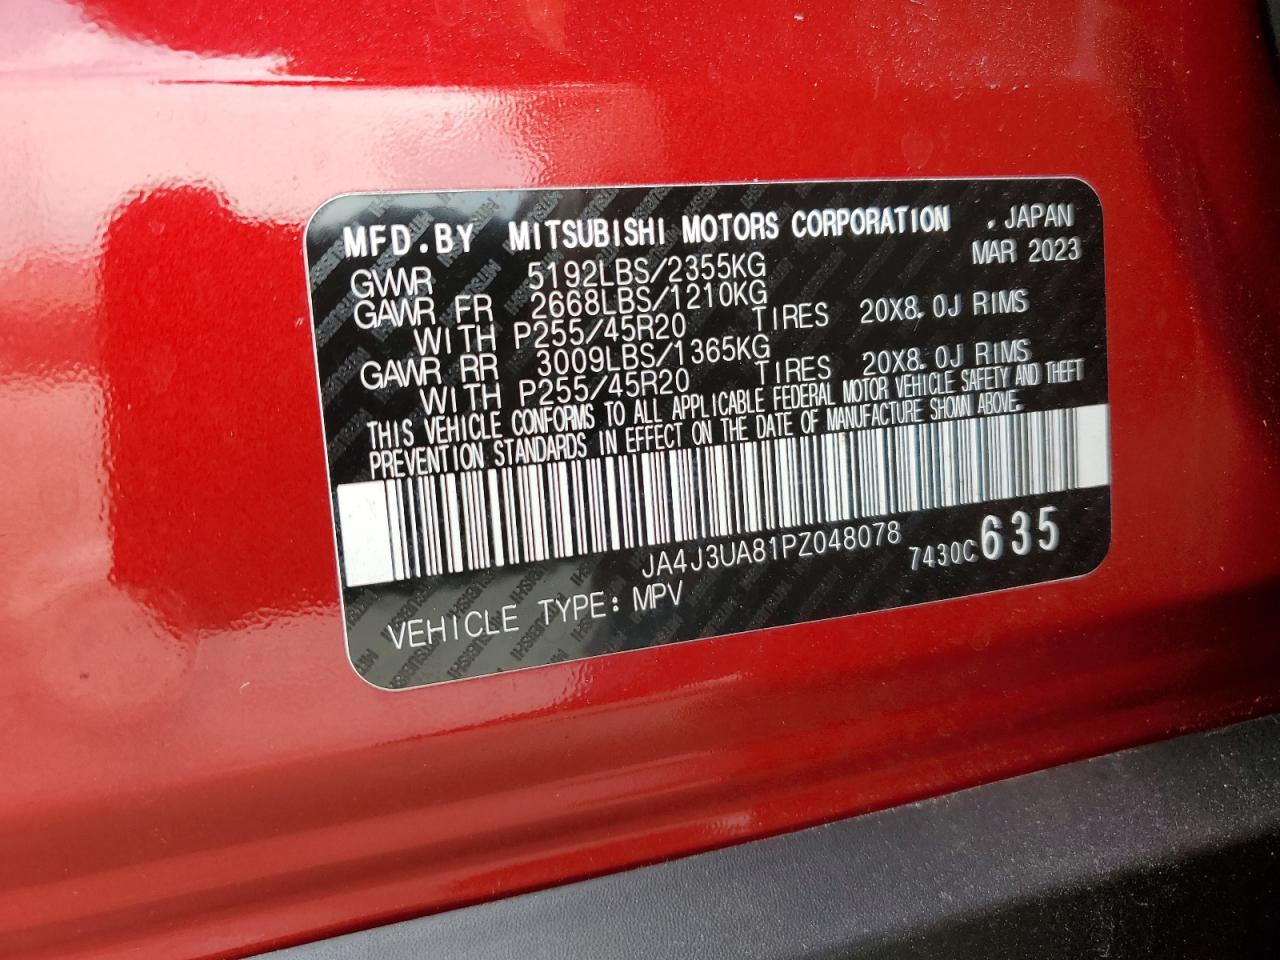 MFD.BY MITSUBISHI MOTORS CORPORATION .JAPAN
MAR 2023
GVWR 5192LBS/2355KG
GAWR FR 2668LBS/1210KG
WITH P255/45R20 TIRES 20X8.0J RIMS
GAWR RR 3009LBS/1365KG
WITH P255/45R20 TIRES 20X8.0J RIMS
THIS VEHICLE CONFORMS TO ALL APPLICABLE FEDERAL MOTOR VEHICLE SAFETY AND THEFT
PREVENTION STANDARDS IN EFFECT ON THE DATE OF MANUFACTURE SHOWN ABOVE.
JA4J3UA81PZ048078 7430C635
VEHICLE TYPE: MPV